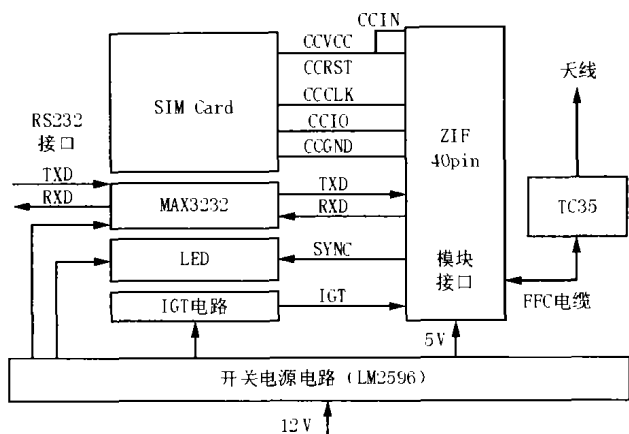 CCIN
CCVCC
CCRST
CCCLK
CCIO
CCGND
SIM Card
ZIF
40pin
模块
接口
天线
TC35
FFC电缆
RS232
接口
TXD
RXD
MAX3232
TXD
RXD
LED
SYNC
IGT电路
IGT
5V
开关电源电路(LM2596)
12V